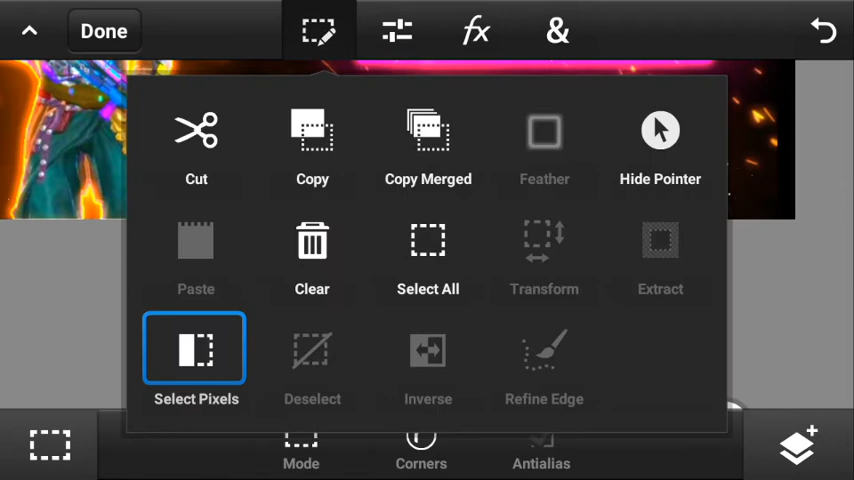 Done
fx
&
Cut
Copy
Copy Merged
Feather
Hide Pointer
Paste
Clear
Select All
Transform
Extract
Select Pixels
Deselect
Inverse
Refine Edge
Mode
Corners
Antialias